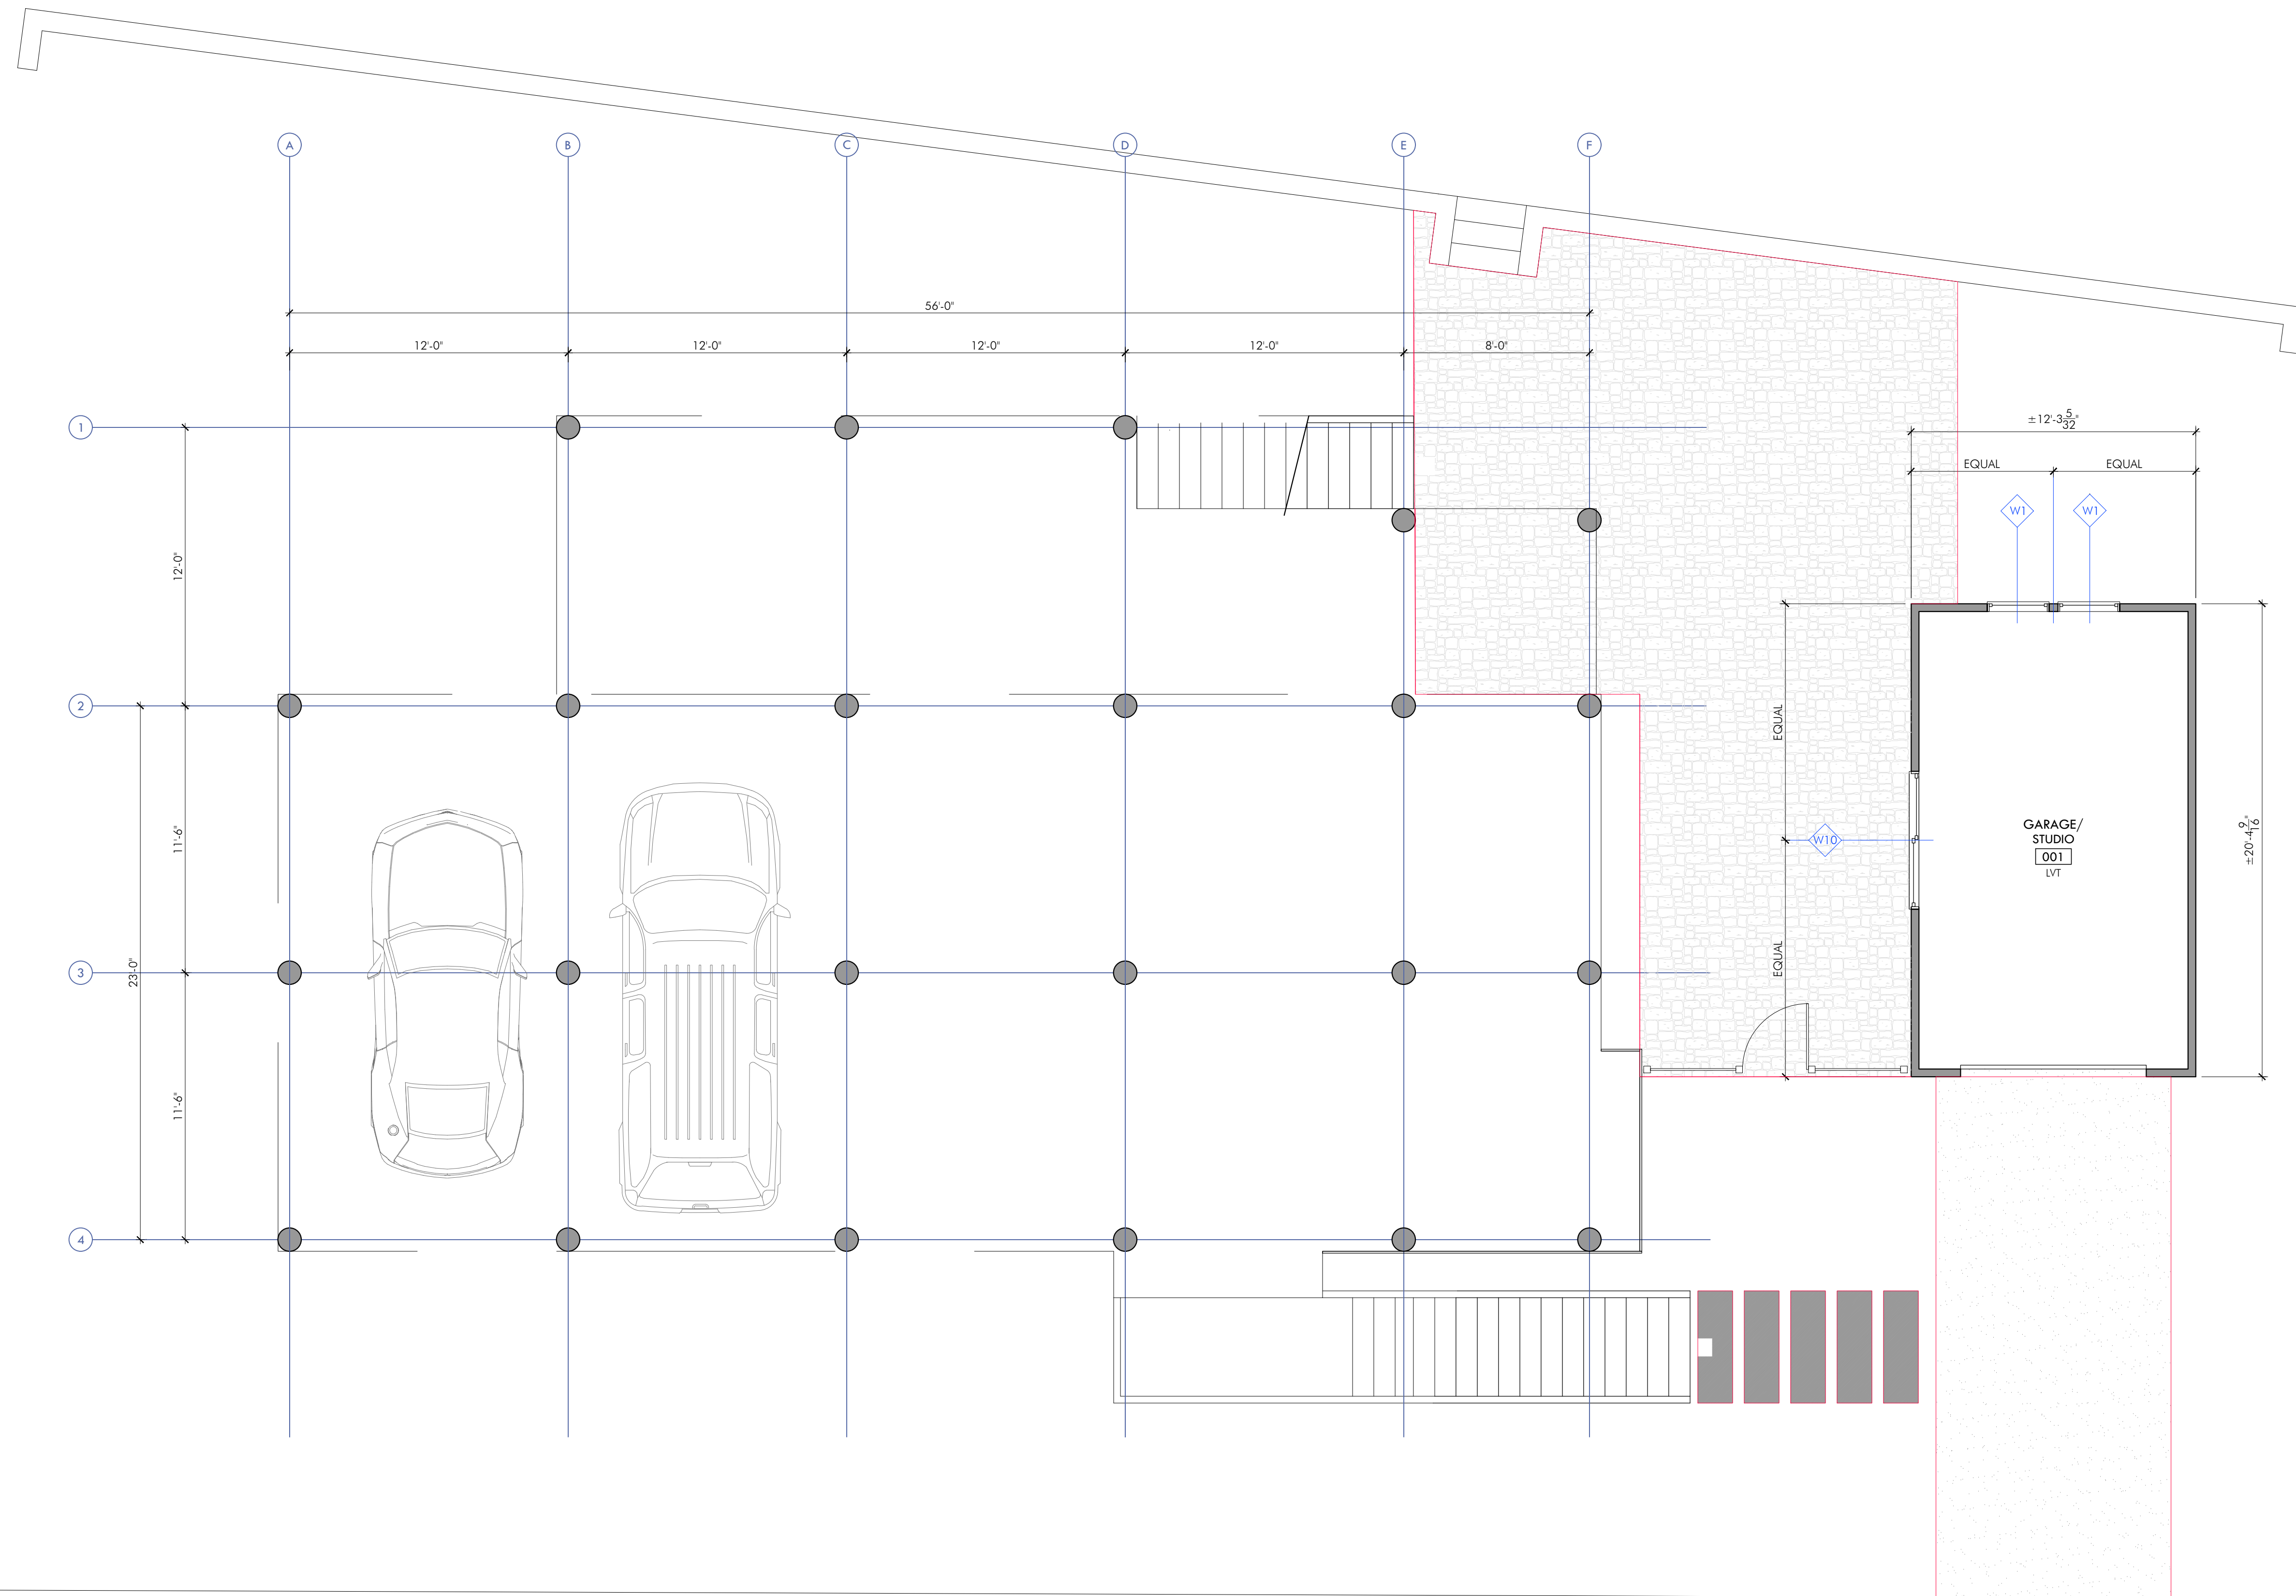 A
B
C
D
E
F
56'-0"
12'-0"
12'-0"
12'-0"
12'-0"
8'-0"
1
±12'-3 5/32"
EQUAL
EQUAL
W1
W1
12'-0"
2
EQUAL
11'-6"
W10
GARAGE/
STUDIO
001
LVT
±20'-4 9/16"
3
23'-0"
EQUAL
11'-6"
4